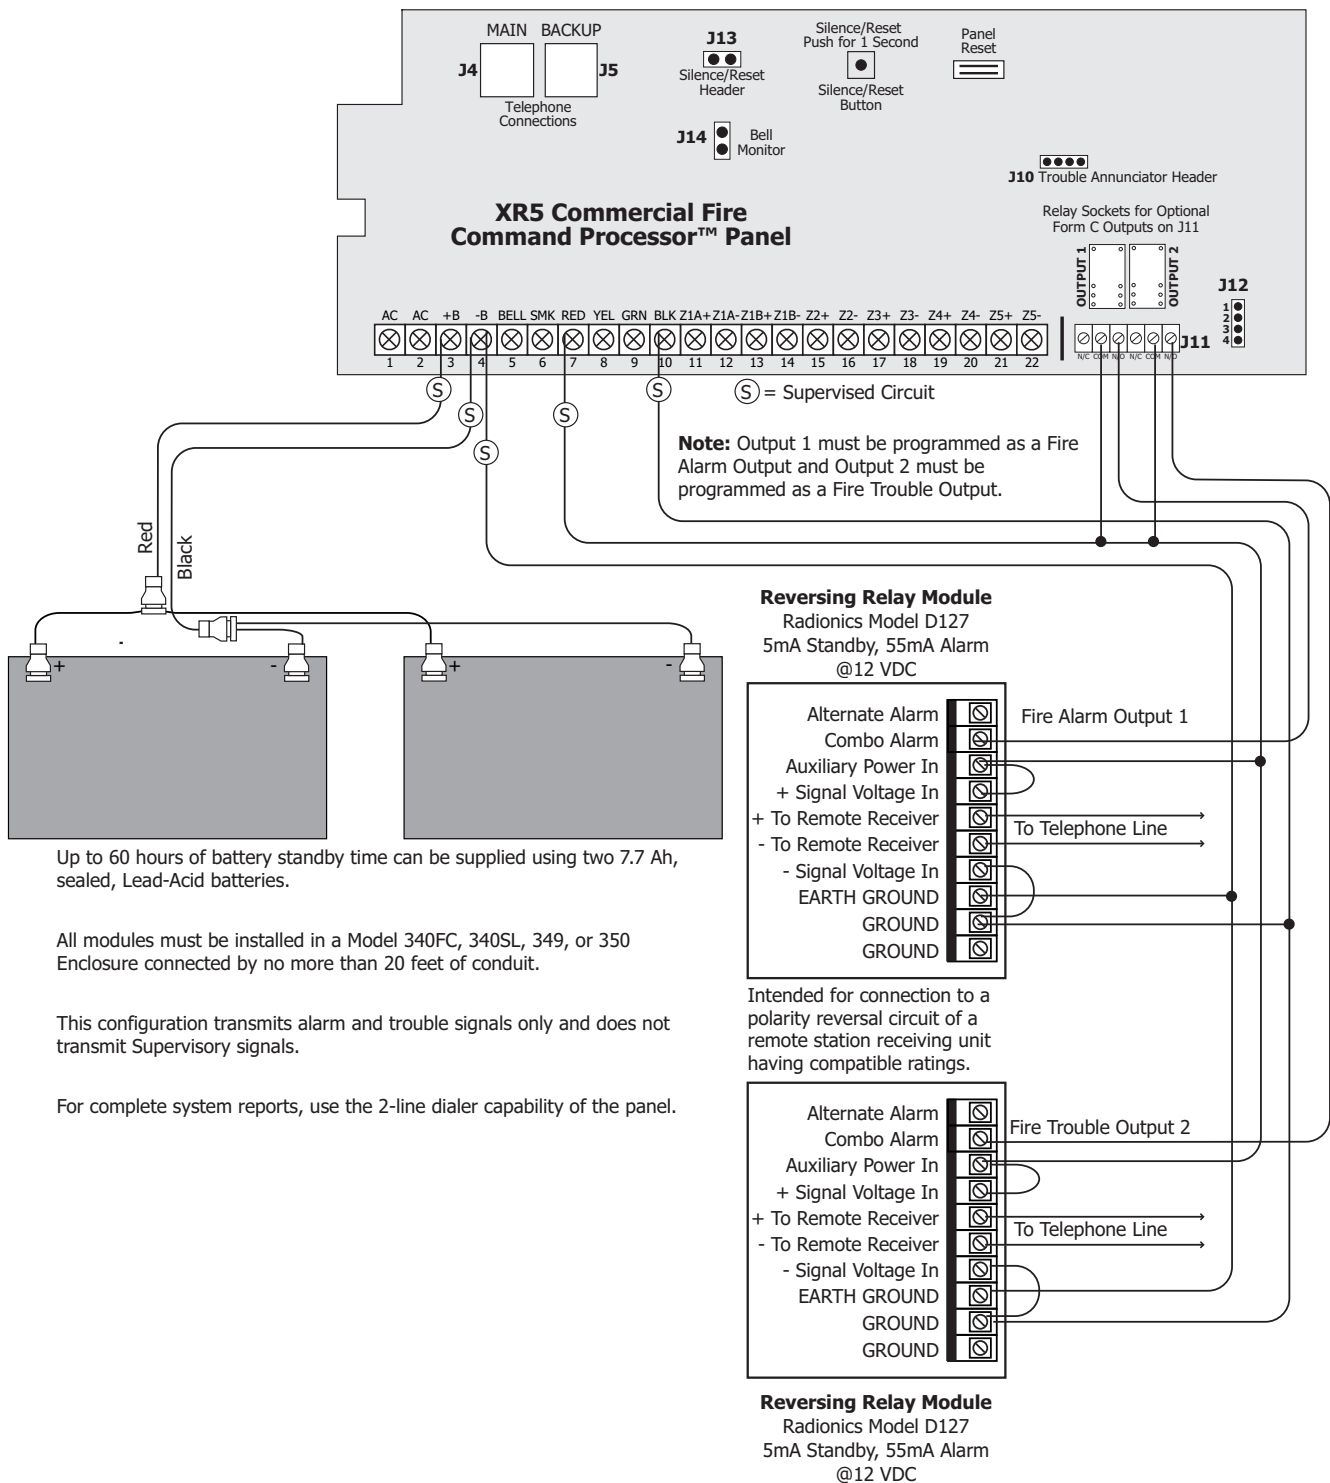 MAIN BACKUP
J4
J5
Telephone
Connections
J13
Silence/Reset
Header
J14
Bell
Monitor
Silence/Reset
Push for 1 Second
Silence/Reset
Button
Panel
Reset
J10 Trouble Annunciator Header
XR5 Commercial Fire
Command Processor™ Panel
Relay Sockets for Optional
Form C Outputs on J11
OUTPUT 1
OUTPUT 2
J12
1
2
3
4
AC AC +B -B BELL SMK RED YEL GRN BLK Z1A+ Z1A- Z1B+ Z1B- Z2+ Z2- Z3+ Z3- Z4+ Z4- Z5+ Z5-
1 2 3 4 5 6 7 8 9 10 11 12 13 14 15 16 17 18 19 20 21 22
N/C COM N/O N/C COM N/O
J11
S
S
S
S
S
S = Supervised Circuit
Note: Output 1 must be programmed as a Fire
Alarm Output and Output 2 must be
programmed as a Fire Trouble Output.
Red
Black
-
+ -
+ -
Up to 60 hours of battery standby time can be supplied using two 7.7 Ah,
sealed, Lead-Acid batteries.
All modules must be installed in a Model 340FC, 340SL, 349, or 350
Enclosure connected by no more than 20 feet of conduit.
This configuration transmits alarm and trouble signals only and does not
transmit Supervisory signals.
For complete system reports, use the 2-line dialer capability of the panel.
Reversing Relay Module
Radionics Model D127
5mA Standby, 55mA Alarm
@12 VDC
Alternate Alarm
Combo Alarm
Auxiliary Power In
+ Signal Voltage In
+ To Remote Receiver
- To Remote Receiver
- Signal Voltage In
EARTH GROUND
GROUND
GROUND
Fire Alarm Output 1
To Telephone Line
Intended for connection to a
polarity reversal circuit of a
remote station receiving unit
having compatible ratings.
Alternate Alarm
Combo Alarm
Auxiliary Power In
+ Signal Voltage In
+ To Remote Receiver
- To Remote Receiver
- Signal Voltage In
EARTH GROUND
GROUND
GROUND
Fire Trouble Output 2
To Telephone Line
Reversing Relay Module
Radionics Model D127
5mA Standby, 55mA Alarm
@12 VDC